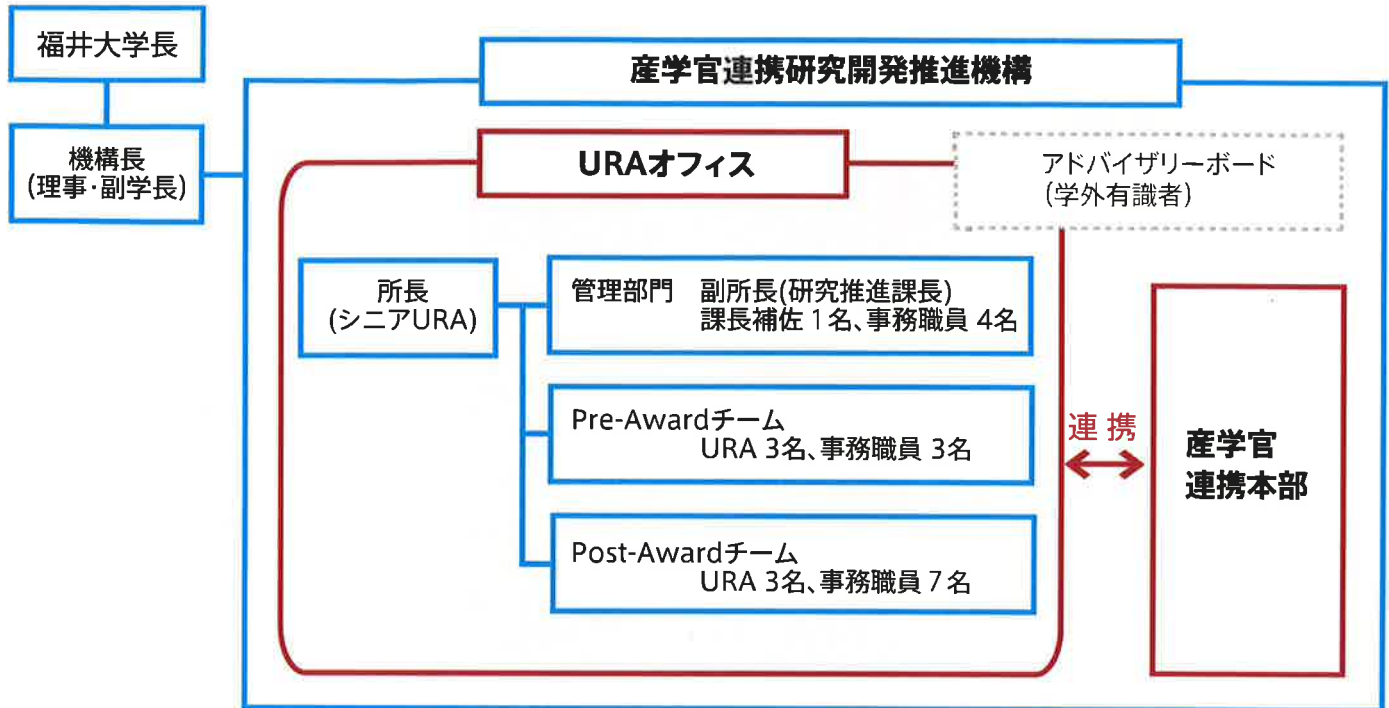 福井大学長
機構長
(理事・副学長)
産学官連携研究開発推進機構
URAオフィス
アドバイザリーボード
(学外有識者)
所長
(シニアURA)
管理部門　副所長(研究推進課長)
課長補佐 1名、事務職員 4名
Pre-Awardチーム
URA 3名、事務職員 3名
Post-Awardチーム
URA 3名、事務職員 7名
連携
産学官
連携本部